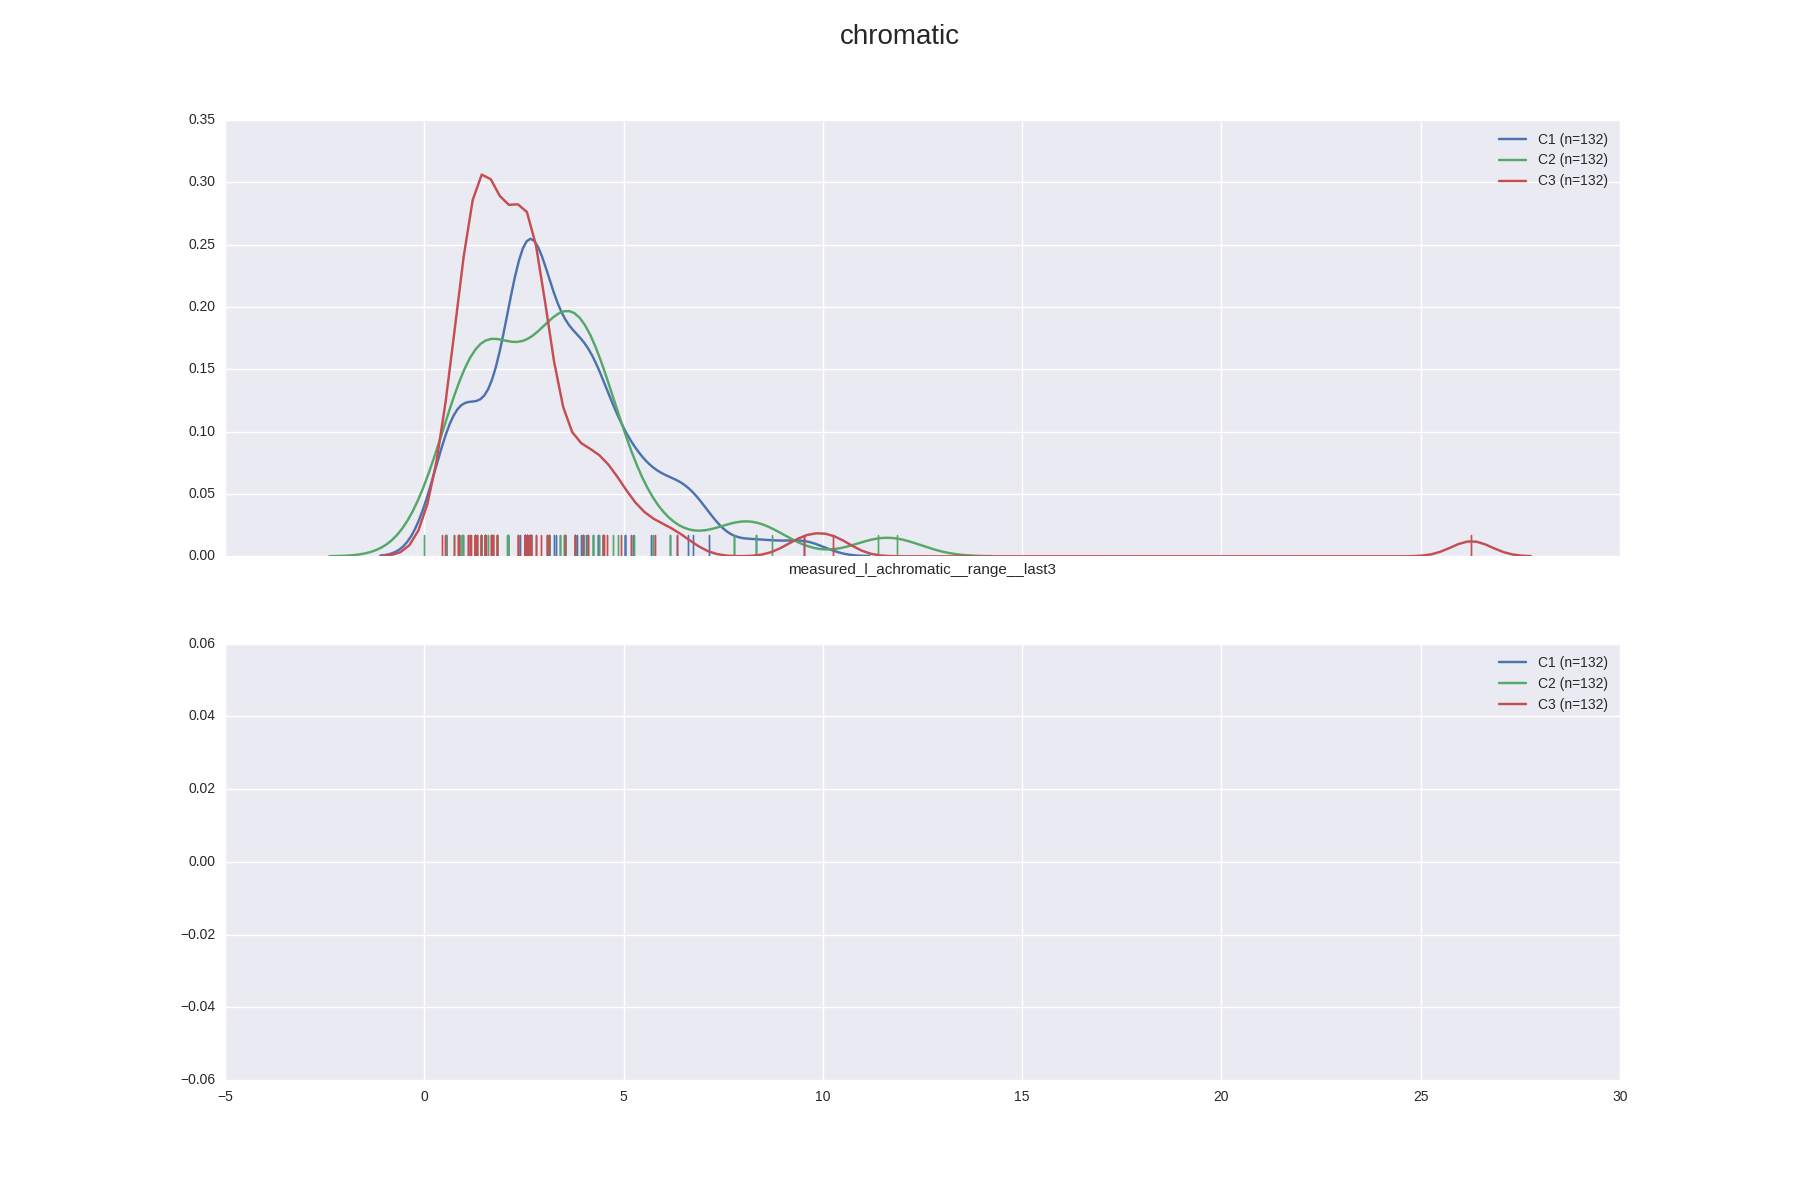 chromatic
0.35
0.30
0.25
0.20
0.15
0.10
0.05
0.00
C1 (n=132)
C2 (n=132)
C3 (n=132)
measured_l_achromatic__range__last3
0.06
0.04
0.02
0.00
−0.02
−0.04
−0.06
C1 (n=132)
C2 (n=132)
C3 (n=132)
−5 0 5 10 15 20 25 30